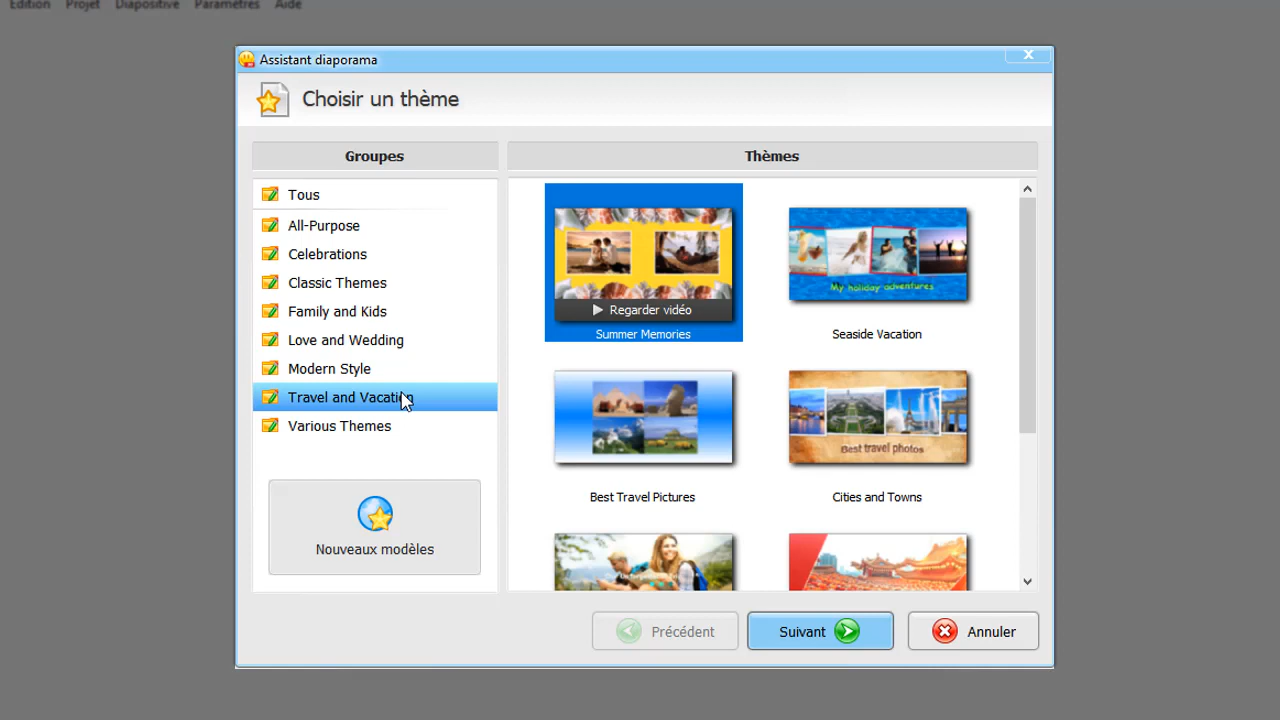 Edition Projet Diapositive Paramètres Aide
Assistant diaporama
Choisir un thème
Groupes
Thèmes
Tous
All-Purpose
Celebrations
Classic Themes
Family and Kids
Love and Wedding
Modern Style
Travel and Vacation
Various Themes
Nouveaux modèles
Regarder vidéo
Summer Memories
My holiday adventures
Seaside Vacation
Best Travel Pictures
Best travel photos
Cities and Towns
Précédent
Suivant
Annuler